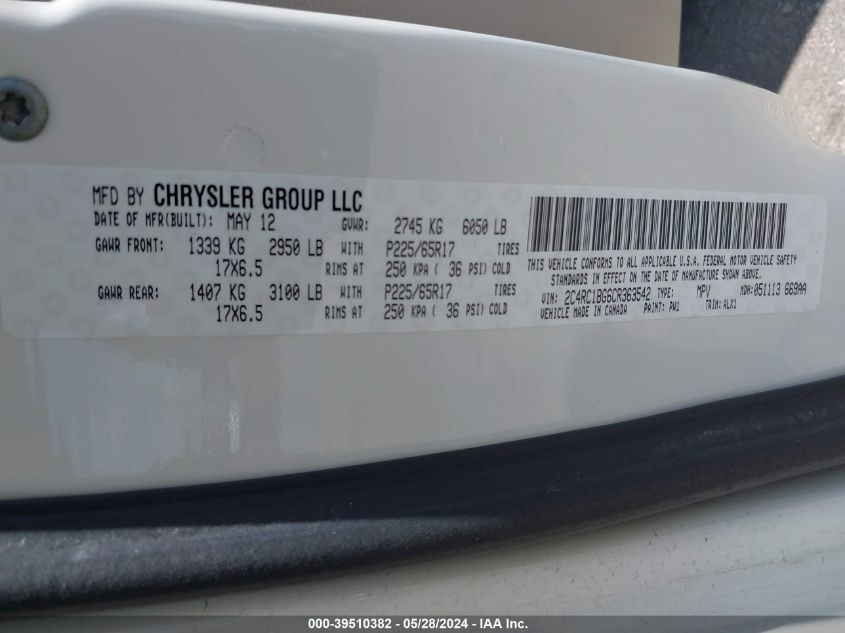 MFD BY CHRYSLER GROUP LLC
DATE OF MFR(BUILT): MAY 12 GVWR: 2745 KG 6050 LB
GAWR FRONT: 1339 KG 2950 LB WITH P225/65R17 TIRES
17X6.5 RIMS AT 250 KPA ( 36 PSI) COLD
GAWR REAR: 1407 KG 3100 LB WITH P225/65R17 TIRES
17X6.5 RIMS AT 250 KPA ( 36 PSI) COLD
THIS VEHICLE CONFORMS TO ALL APPLICABLE U.S.A. FEDERAL MOTOR VEHICLE SAFETY
STANDARDS IN EFFECT ON THE DATE OF MANUFACTURE SHOWN ABOVE.
VIN: 2C4RC1BG6CR363542 TYPE: MPV MDH: 051113 669AA
VEHICLE MADE IN CANADA PAINT: PW1 TRIM: ALX1
000-39510382 - 05/28/2024 - IAA Inc.